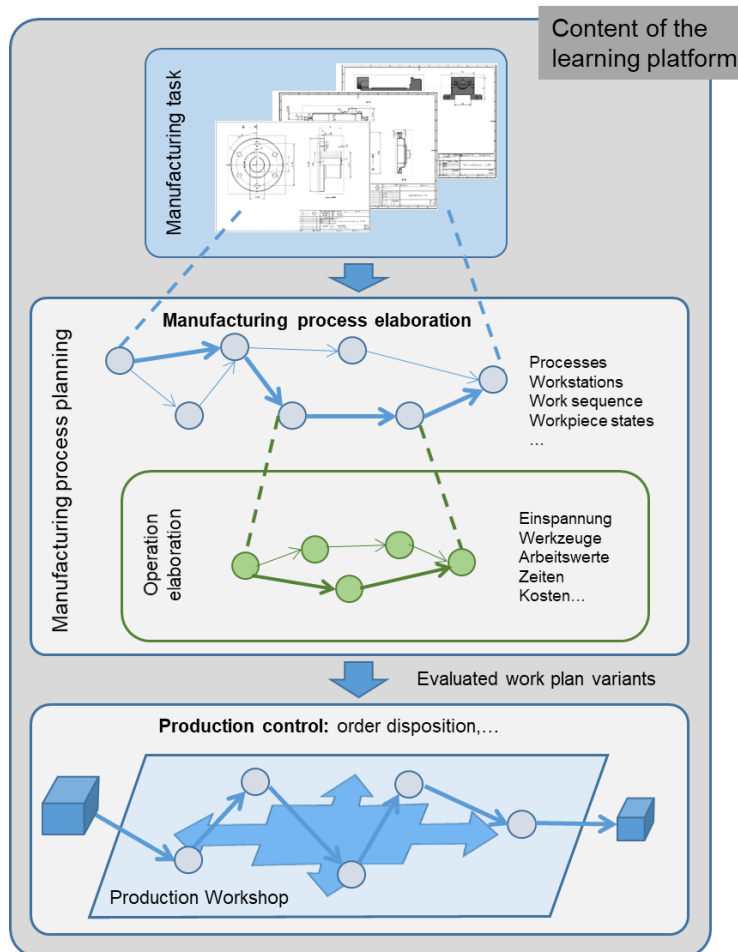 Content of the
learning platform
Manufacturing task
Manufacturing process planning
Manufacturing process elaboration
Processes
Workstations
Work sequence
Workpiece states
…
Operation
elaboration
Einspannung
Werkzeuge
Arbeitswerte
Zeiten
Kosten…
Evaluated work plan variants
Production control: order disposition,…
Production Workshop